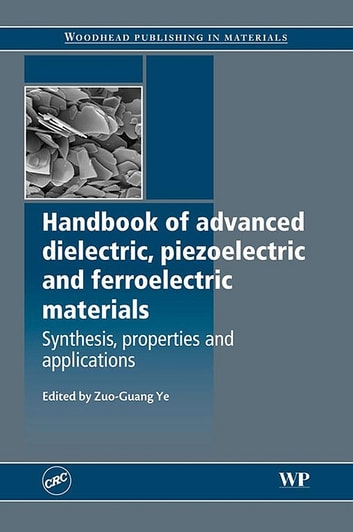 WOODHEAD PUBLISHING IN MATERIALS
Handbook of advanced
dielectric, piezoelectric
and ferroelectric
materials
Synthesis, properties and
applications
Edited by Zuo-Guang Ye
CRC
WP